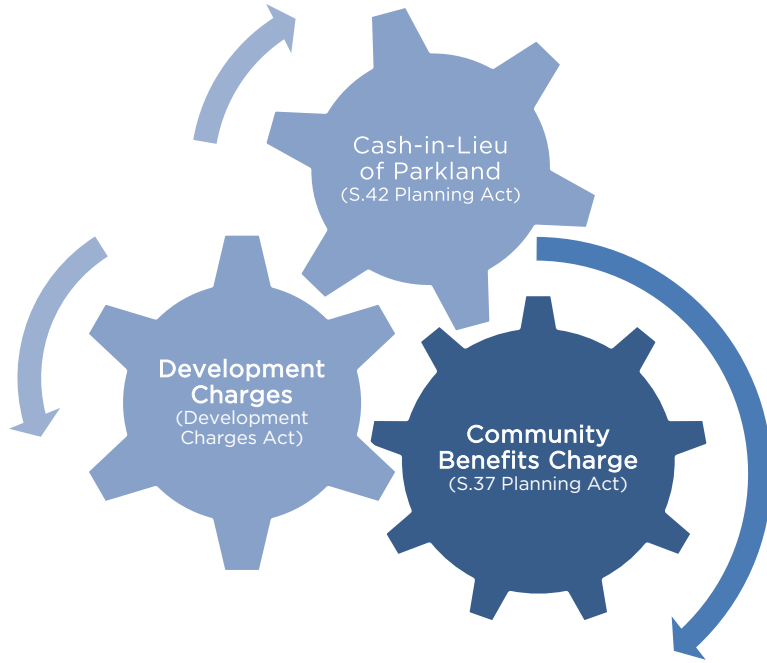 Cash-in-Lieu
of Parkland
(S.42 Planning Act)
Development
Charges
(Development
Charges Act)
Community
Benefits Charge
(S.37 Planning Act)